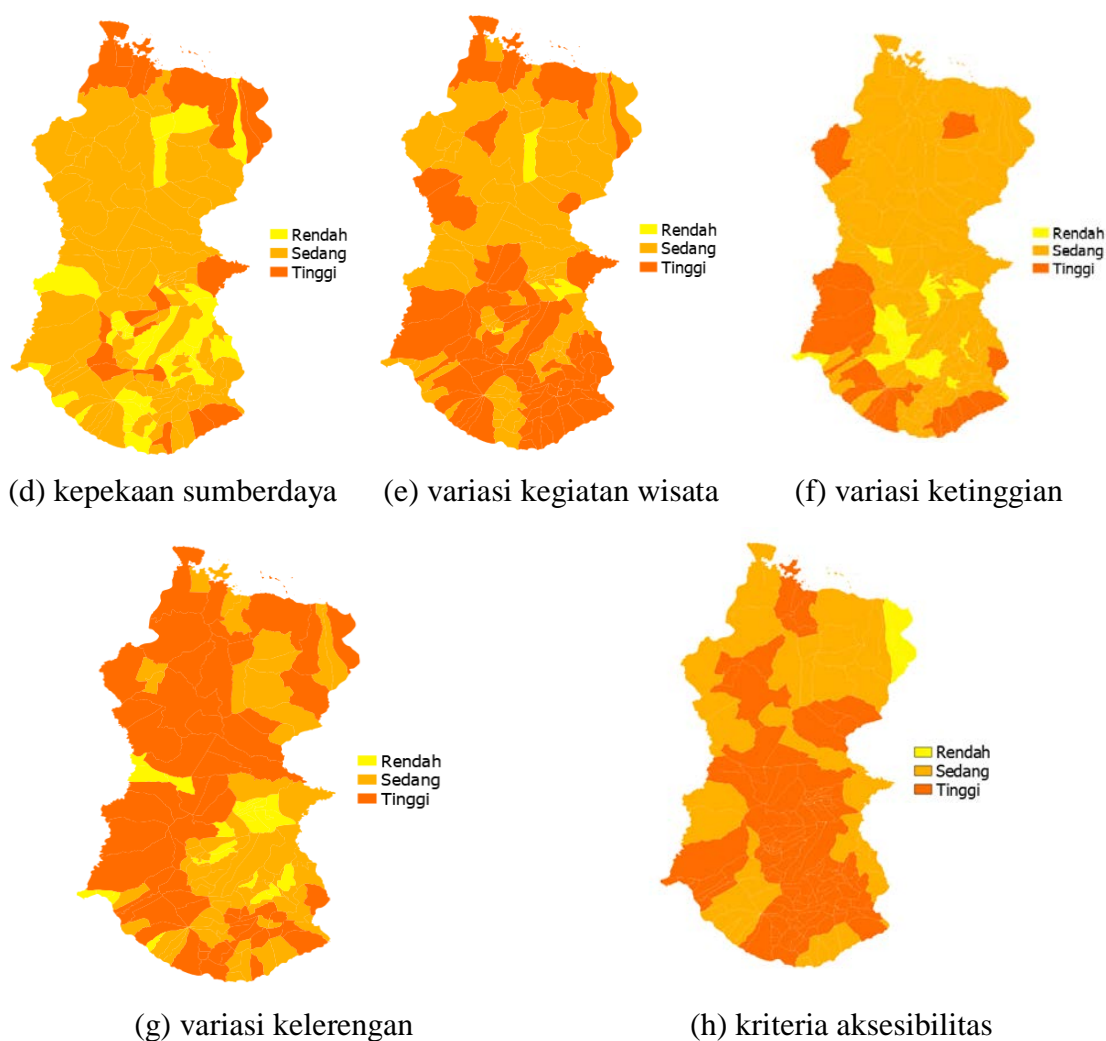 Rendah
Sedang
Tinggi
Rendah
Sedang
Tinggi
Rendah
Sedang
Tinggi
(d) kepekaan sumberdaya
(e) variasi kegiatan wisata
(f) variasi ketinggian
Rendah
Sedang
Tinggi
Rendah
Sedang
Tinggi
(g) variasi kelerengan
(h) kriteria aksesibilitas